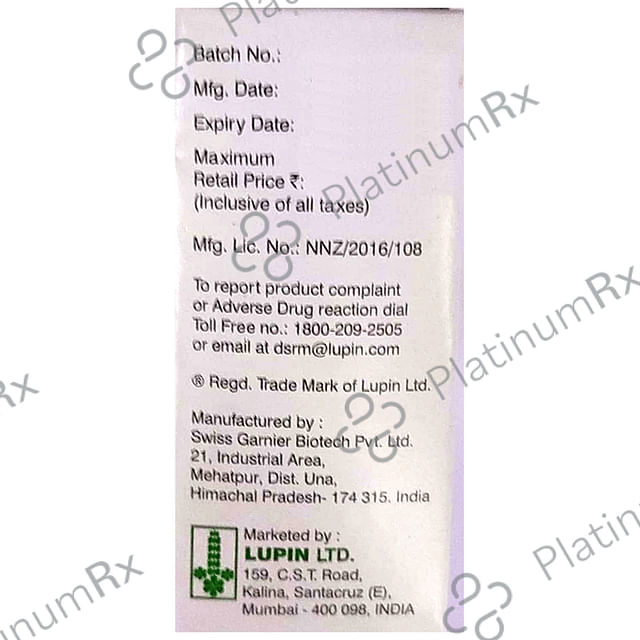 Batch No.:
Mfg. Date:
Expiry Date:
Maximum
Retail Price ₹:
(Inclusive of all taxes)
Mfg. Lic. No.: NNZ/2016/108
To report product complaint
or Adverse Drug reaction dial
Toll Free no.: 1800-209-2505
or email at dsrm@lupin.com
® Regd. Trade Mark of Lupin Ltd.
Manufactured by :
Swiss Garnier Biotech Pvt. Ltd.
21, Industrial Area,
Mehatpur, Dist. Una,
Himachal Pradesh- 174 315. India
Marketed by :
LUPIN LTD.
159, C.S.T. Road,
Kalina, Santacruz (E),
Mumbai - 400 098, INDIA
PlatinumRx
PlatinumRx
PlatinumRx
Rx
Platin
tinumRx